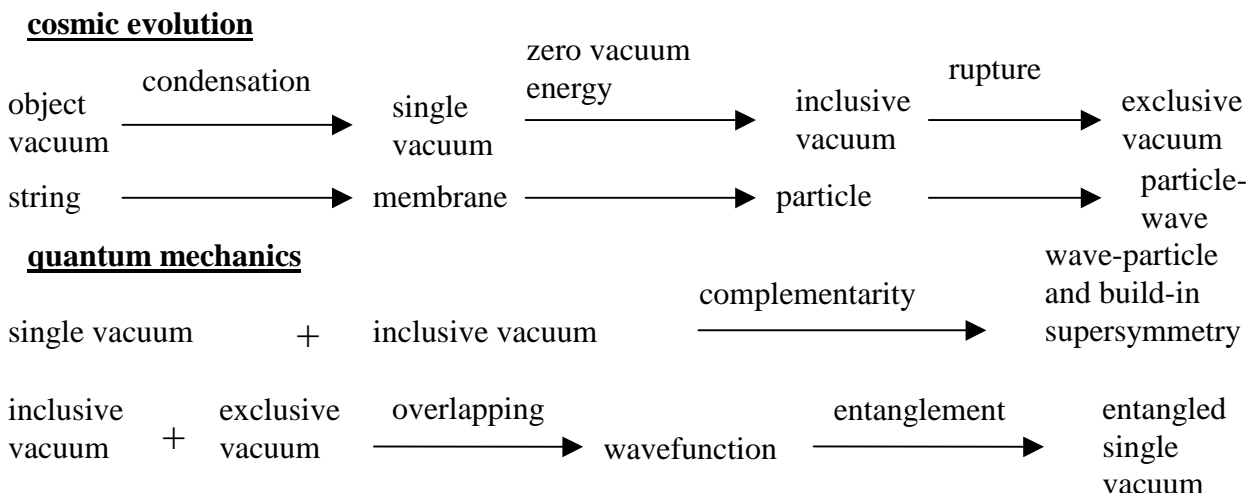 cosmic evolution
object vacuum
condensation
single vacuum
zero vacuum energy
inclusive vacuum
rupture
exclusive vacuum
string
membrane
particle
particle-wave
quantum mechanics
single vacuum + inclusive vacuum
complementarity
wave-particle and build-in supersymmetry
inclusive vacuum + exclusive vacuum
overlapping
wavefunction
entanglement
entangled single vacuum